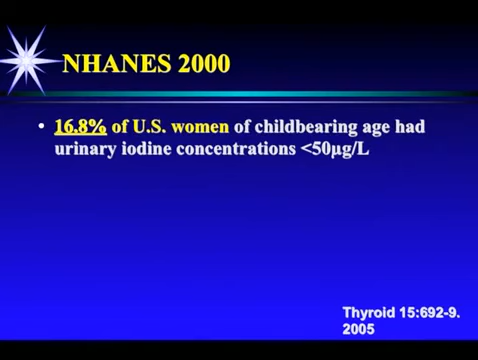 NHANES 2000
• 16.8% of U.S. women of childbearing age had
urinary iodine concentrations <50µg/L
Thyroid 15:692-9.
2005